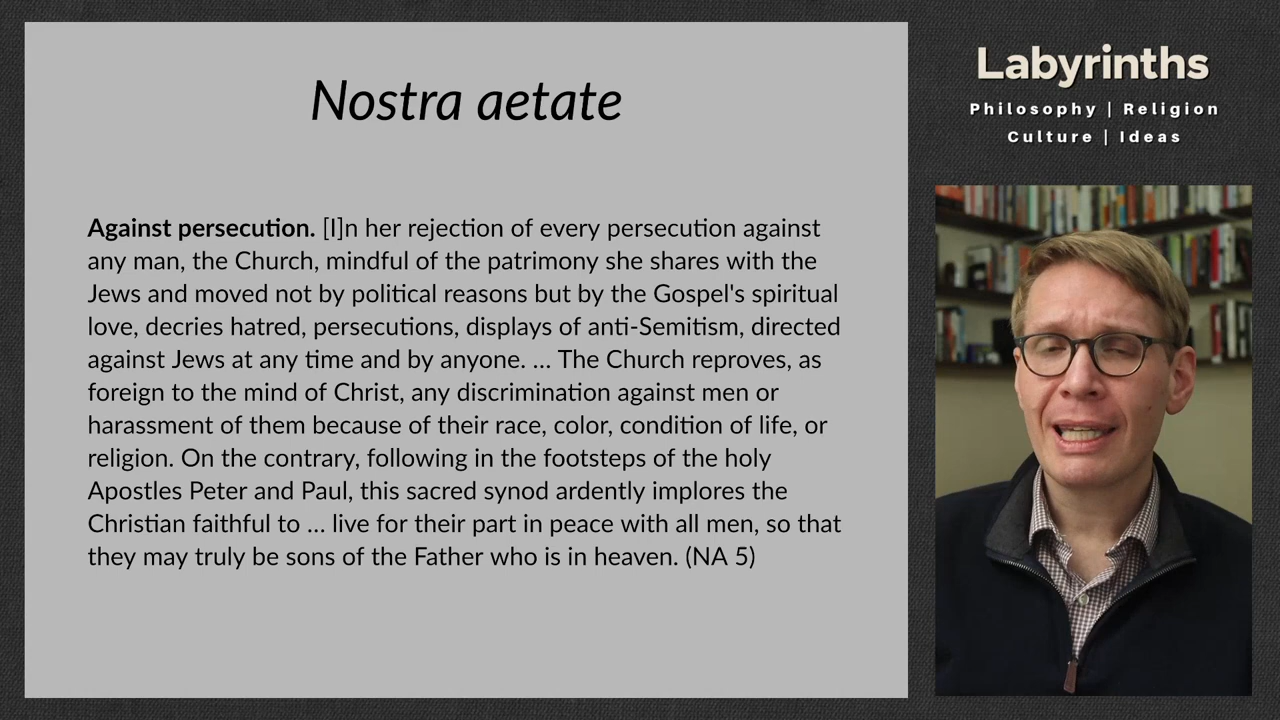 Nostra aetate
Against persecution. [I]n her rejection of every persecution against
any man, the Church, mindful of the patrimony she shares with the
Jews and moved not by political reasons but by the Gospel's spiritual
love, decries hatred, persecutions, displays of anti-Semitism, directed
against Jews at any time and by anyone. ... The Church reproves, as
foreign to the mind of Christ, any discrimination against men or
harassment of them because of their race, color, condition of life, or
religion. On the contrary, following in the footsteps of the holy
Apostles Peter and Paul, this sacred synod ardently implores the
Christian faithful to ... live for their part in peace with all men, so that
they may truly be sons of the Father who is in heaven. (NA 5)
Labyrinths
Philosophy | Religion
Culture | Ideas